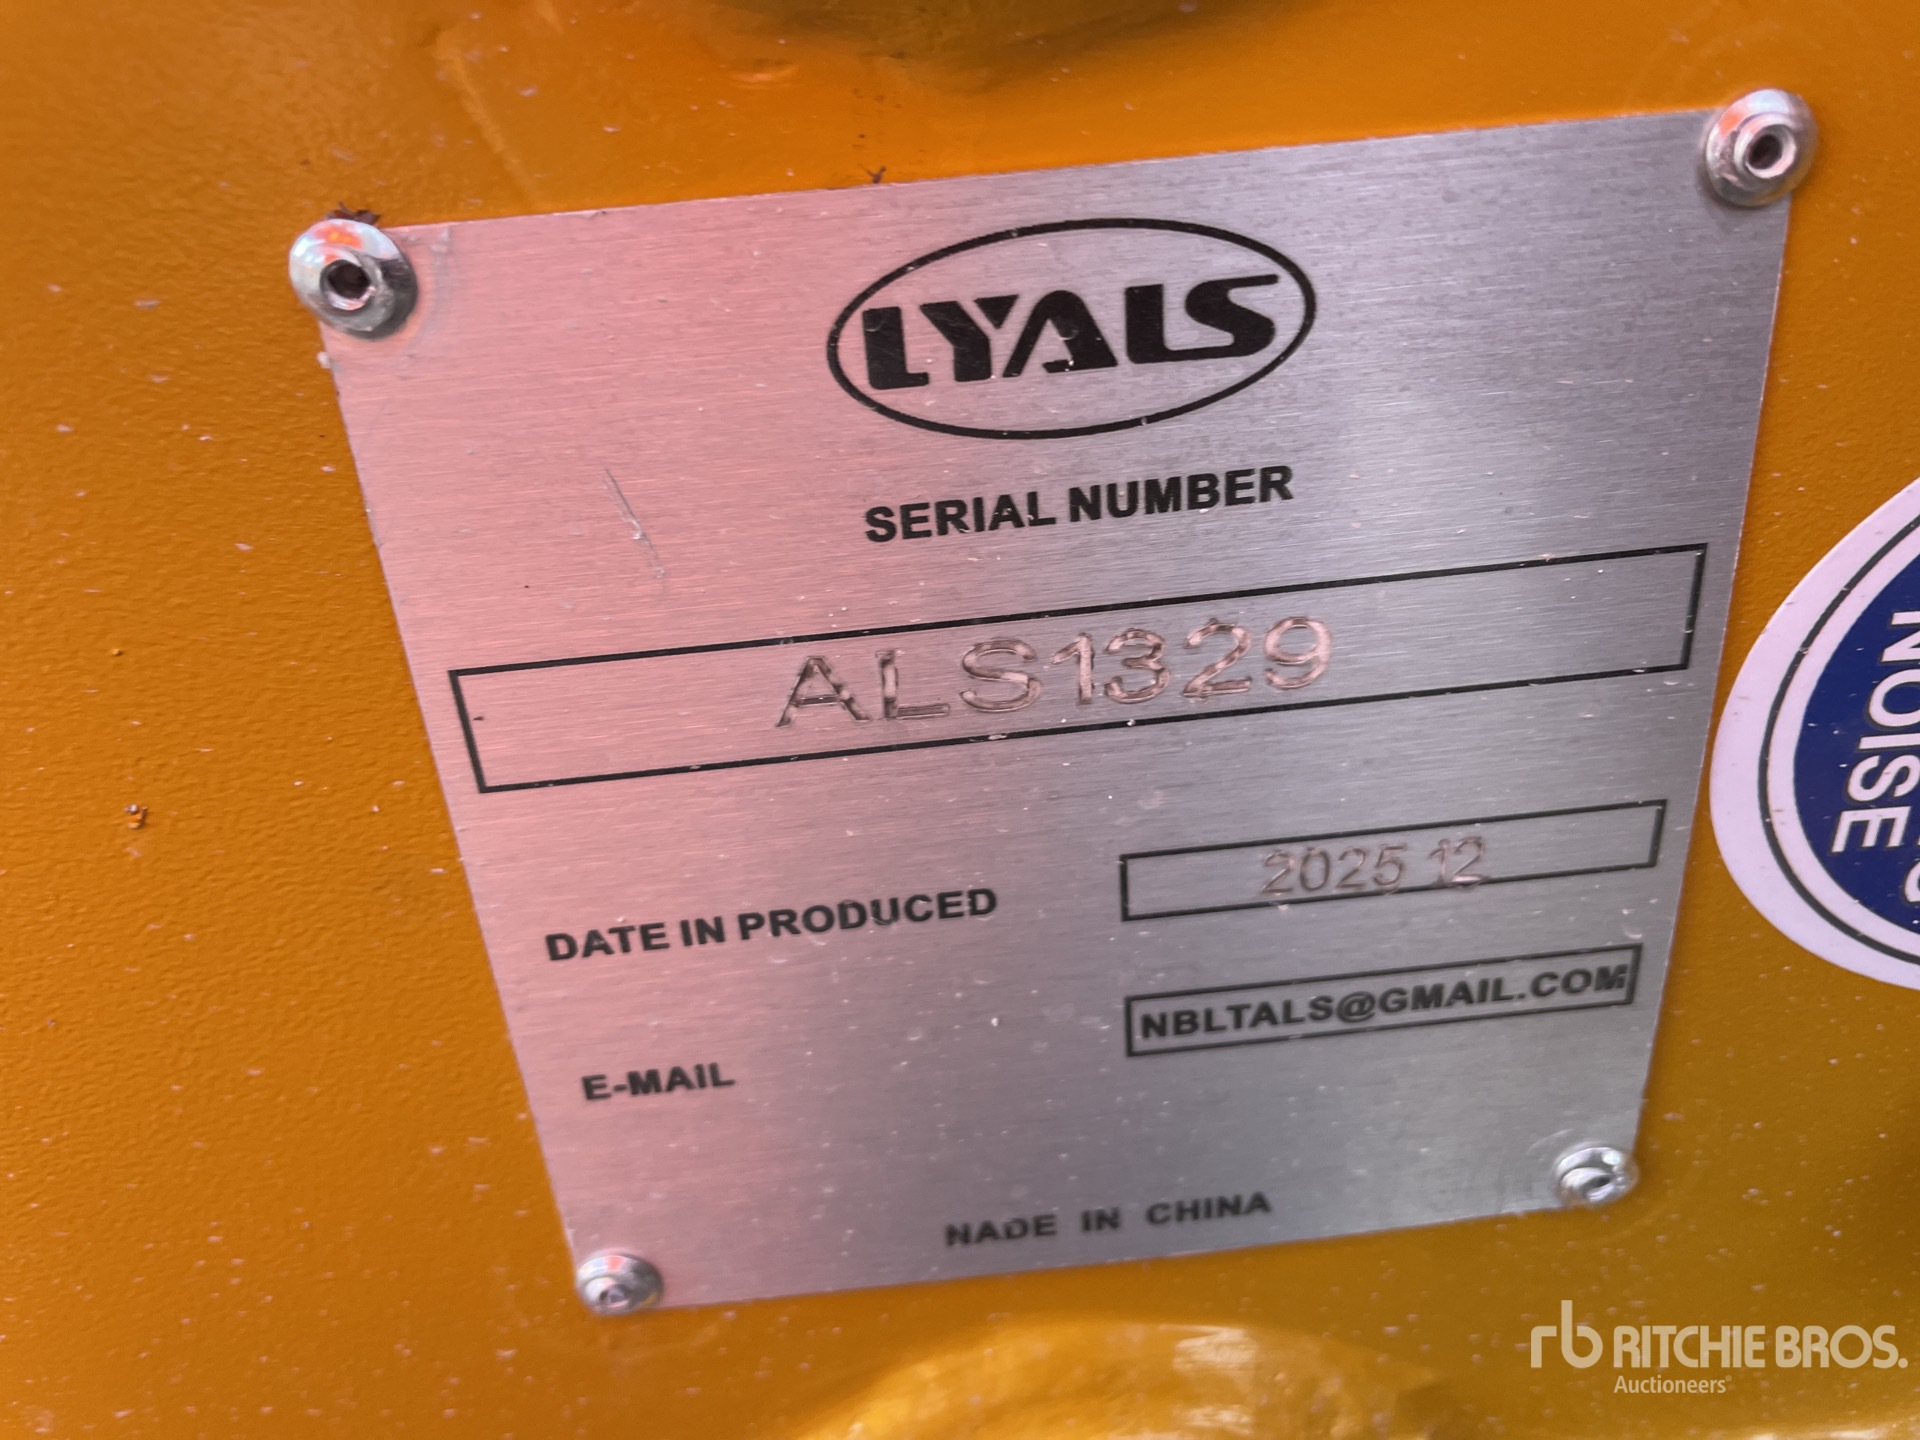 LYALS
SERIAL NUMBER
ALS1329
DATE IN PRODUCED
2025 12
E-MAIL
NBLTALS@GMAIL.COM
NADE IN CHINA
NOISE
rb RITCHIE BROS.
Auctioneers